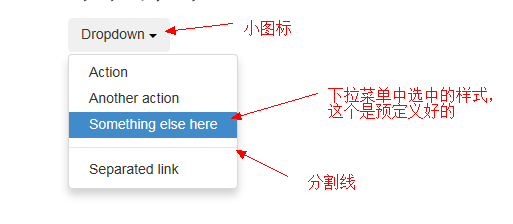 Dropdown
小图标
Action
Another action
下拉菜单中选中的样式，
这个是预定义好的
Something else here
Separated link
分割线